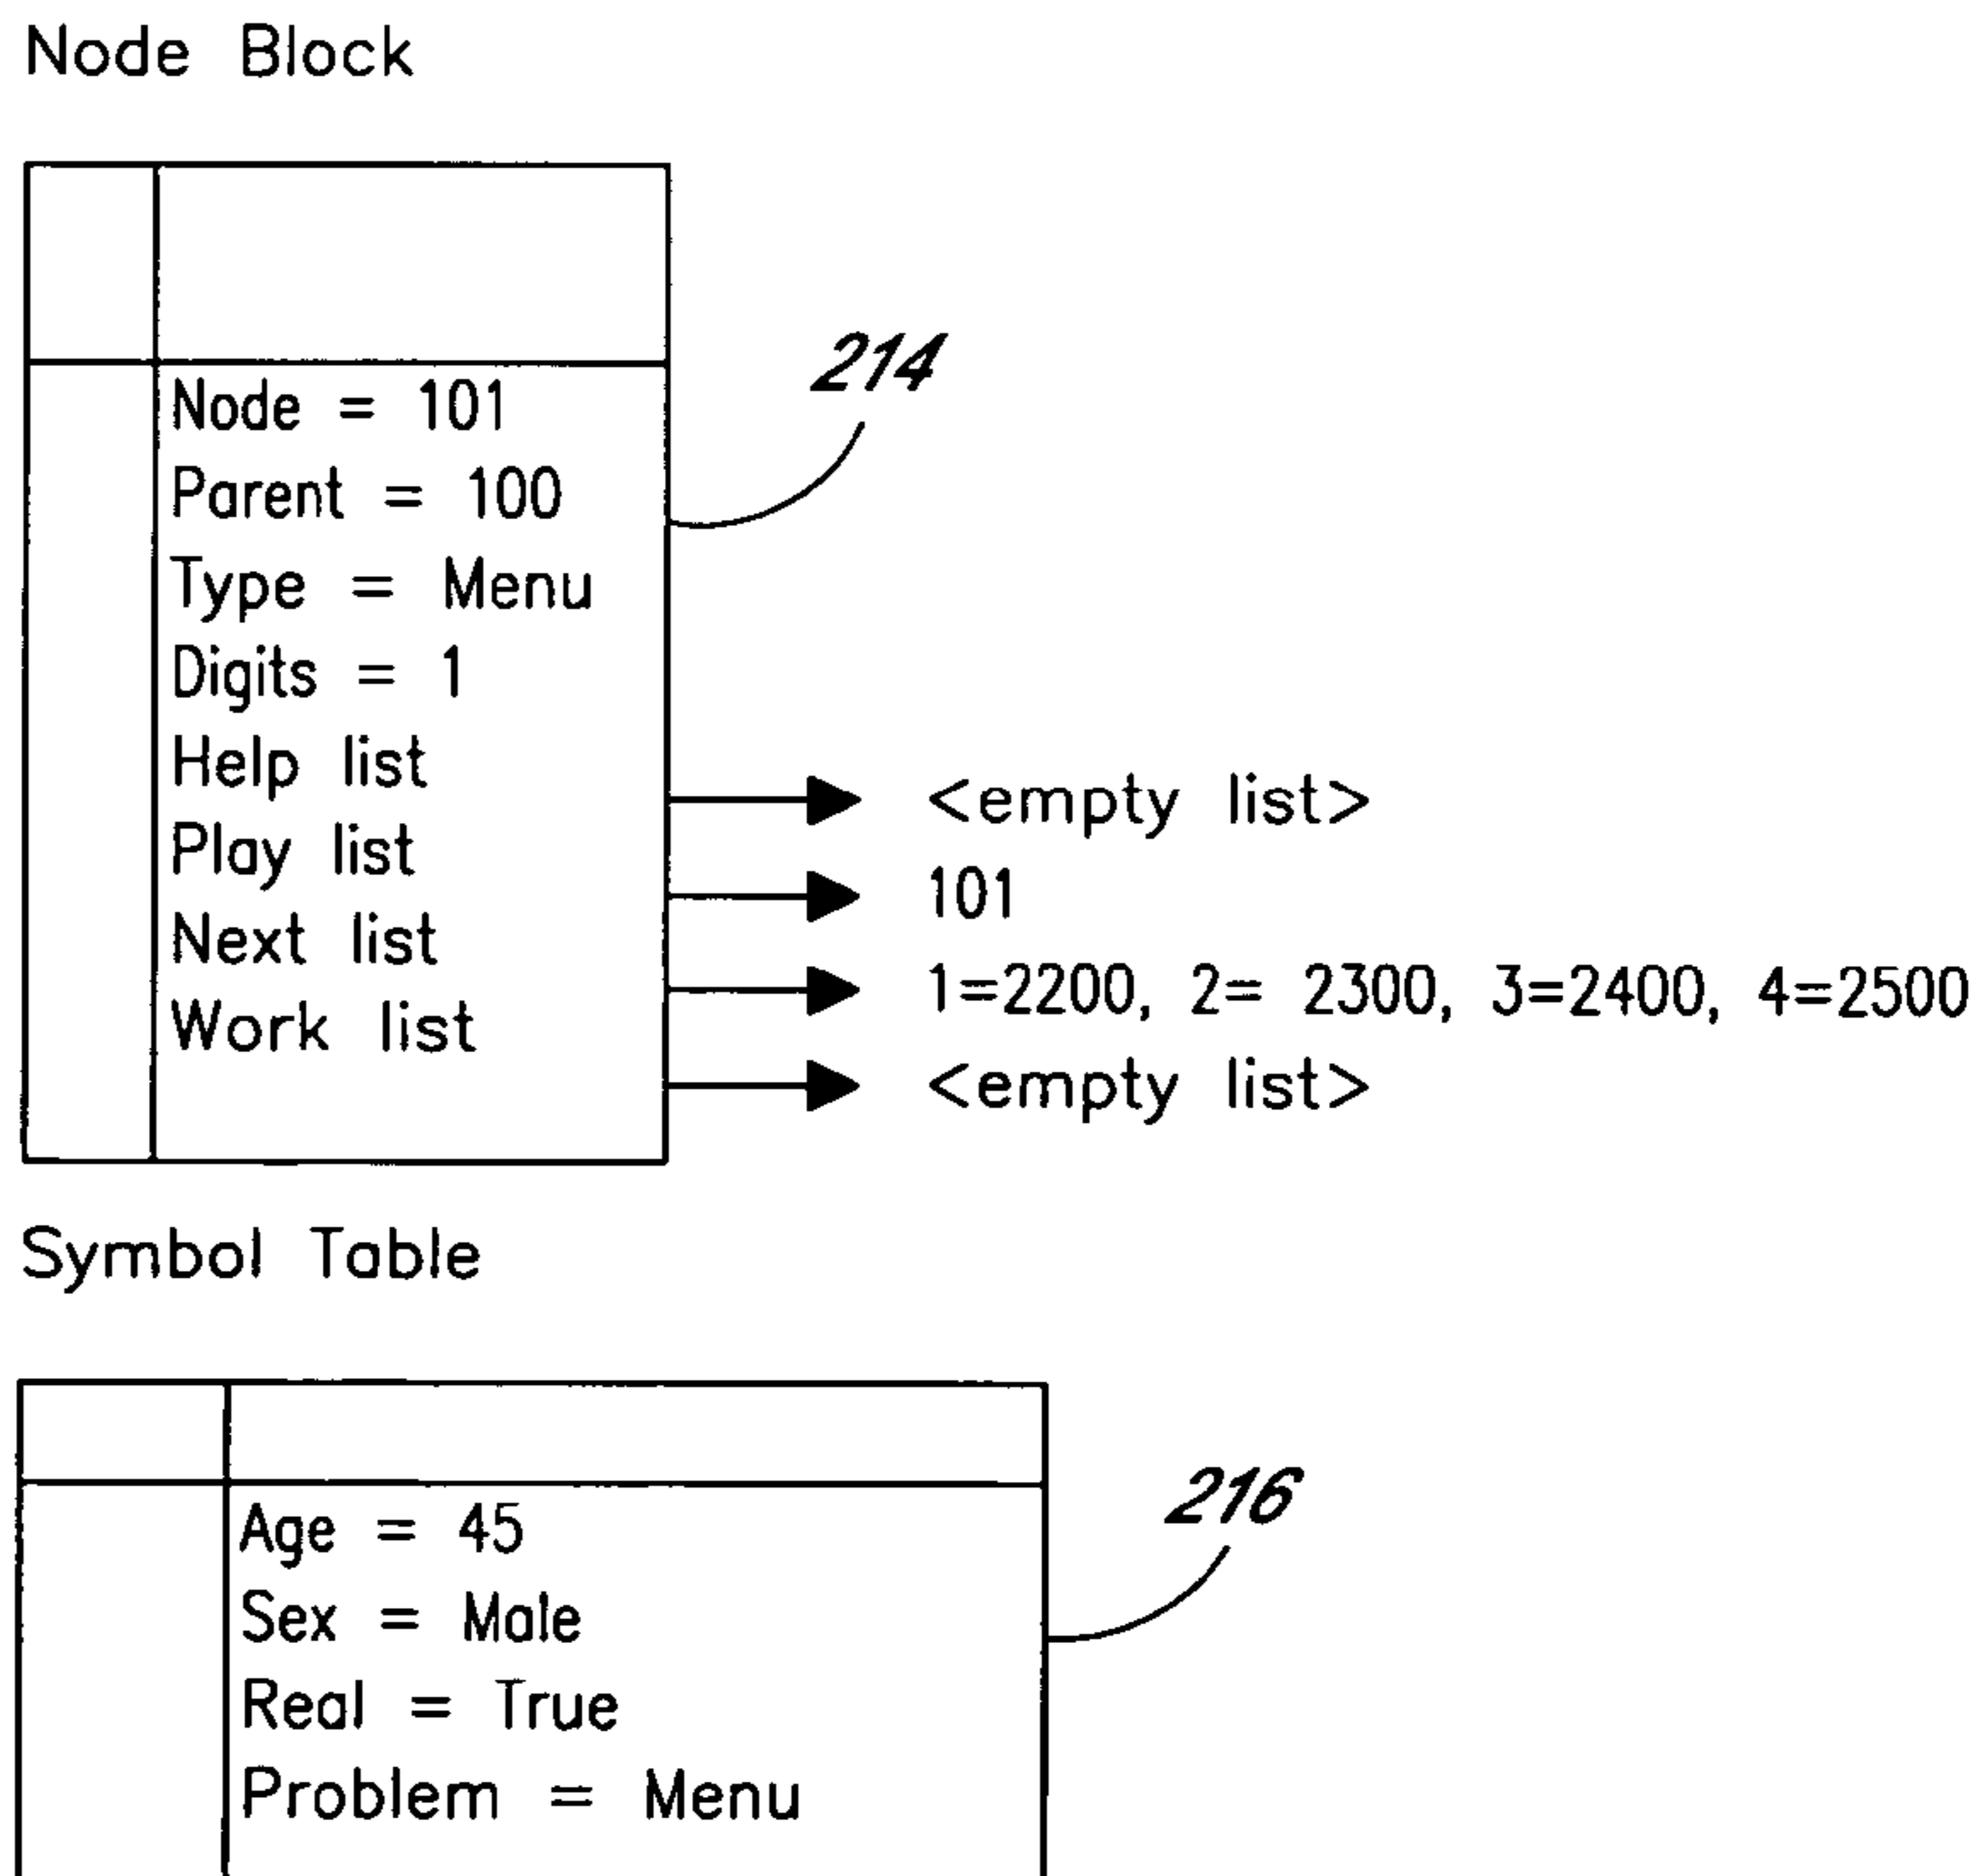 Node Block
214
Node = 101
Parent = 100
Type = Menu
Digits = 1
Help list
<empty list>
Play list
101
Next list
1=2200, 2= 2300, 3=2400, 4=2500
Work list
<empty list>
Symbol Table
216
Age = 45
Sex = Male
Real = True
Problem = Menu